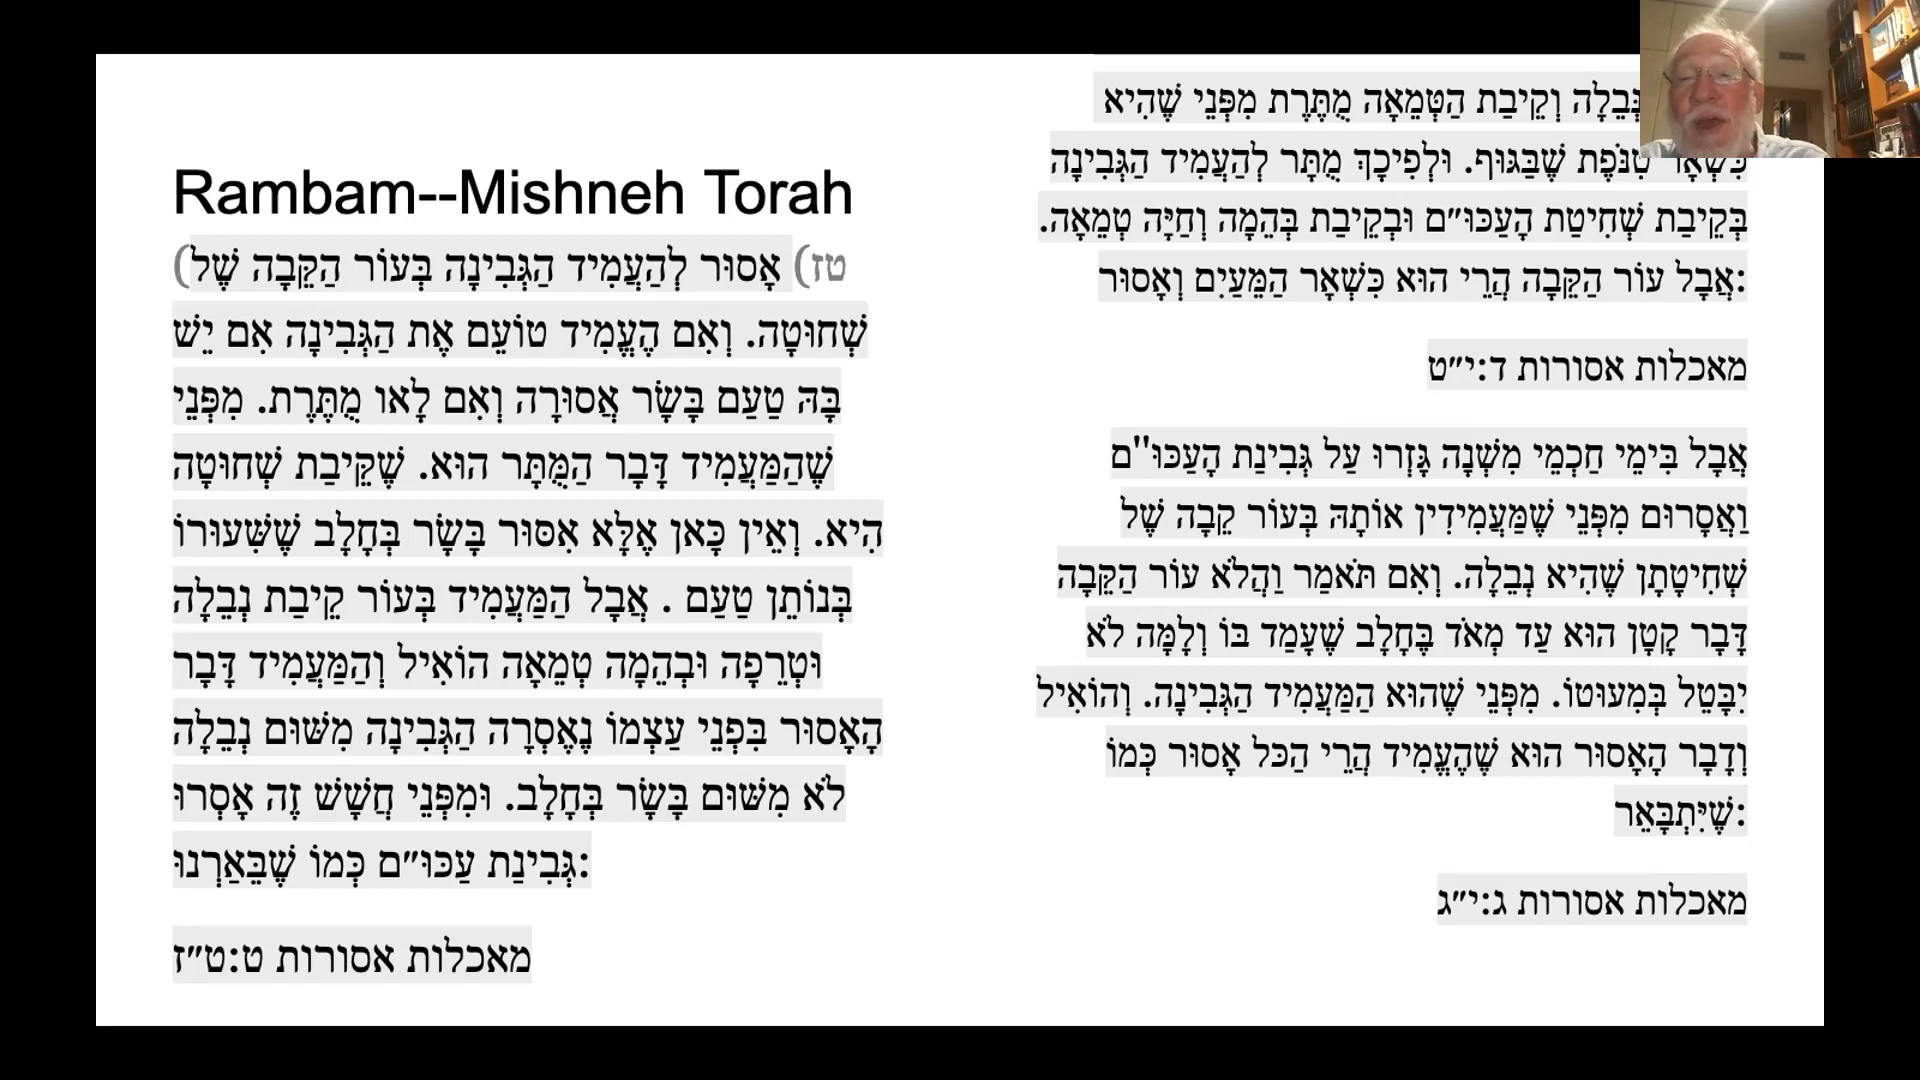 Rambam--Mishneh Torah
(טז) אָסוּר לְהַעֲמִיד הַגְּבִינָה בְּעוֹר הַקֵּבָה שֶׁל
שְׁחוּטָה. וְאִם הֶעֱמִיד טוֹעֵם אֶת הַגְּבִינָה אִם יֵשׁ
בָּהּ טַעַם בָּשָׂר אֲסוּרָה וְאִם לָאו מֻתֶּרֶת. מִפְּנֵי
שֶׁהַמַּעֲמִיד דָּבָר הַמֻּתָּר הוּא. שֶׁקֵּיבַת שְׁחוּטָה
הִיא. וְאֵין כָּאן אֶלָּא אִסּוּר בָּשָׂר בְּחָלָב שֶׁשִּׁעוּרוֹ
בְּנוֹתֵן טַעַם . אֲבָל הַמַּעֲמִיד בְּעוֹר קֵיבַת נְבֵלָה
וּטְרֵפָה וּבְהֵמָה טְמֵאָה הוֹאִיל וְהַמַּעֲמִיד דָּבָר
הָאָסוּר בִּפְנֵי עַצְמוֹ נֶאֶסְרָה הַגְּבִינָה מִשּׁוּם נְבֵלָה
לֹא מִשּׁוּם בָּשָׂר בְּחָלָב. וּמִפְּנֵי חֲשָׁשׁ זֶה אָסְרוּ
גְּבִינַת עַכּוּ״ם כְּמוֹ שֶׁבֵּאַרְנוּ:
מאכלות אסורות ט:ט״ז
נְבֵלָה וְקֵיבַת הַטְּמֵאָה מֻתֶּרֶת מִפְּנֵי שֶׁהִיא
כִּשְׁאָר טִנֹּפֶת שֶׁבַּגּוּף. וּלְפִיכָךְ מֻתָּר לְהַעֲמִיד הַגְּבִינָה
בְּקֵיבַת שְׁחִיטַת הָעַכּוּ״ם וּבְקֵיבַת בְּהֵמָה וְחַיָּה טְמֵאָה.
אֲבָל עוֹר הַקֵּבָה הֲרֵי הוּא כִּשְׁאָר הַמֵּעַיִם וְאָסוּר:
מאכלות אסורות ד:י״ט
אֲבָל בִּימֵי חַכְמֵי מִשְׁנָה גָּזְרוּ עַל גְּבִינַת הָעַכּוּ"ם
וַאֲסָרוּם מִפְּנֵי שֶׁמַּעֲמִידִין אוֹתָהּ בְּעוֹר קֵבָה שֶׁל
שְׁחִיטָתָן שֶׁהִיא נְבֵלָה. וְאִם תֹּאמַר וַהֲלֹא עוֹר הַקֵּבָה
דָּבָר קָטָן הוּא עַד מְאֹד בֶּחָלָב שֶׁעָמַד בּוֹ וְלָמָּה לֹא
יִבָּטֵל בְּמִעוּטוֹ. מִפְּנֵי שֶׁהוּא הַמַּעֲמִיד הַגְּבִינָה. וְהוֹאִיל
וְדָבָר הָאָסוּר הוּא שֶׁהֶעֱמִיד הֲרֵי הַכֹּל אָסוּר כְּמוֹ
שֶׁיִּתְבָּאֵר:
מאכלות אסורות ג:י״ג